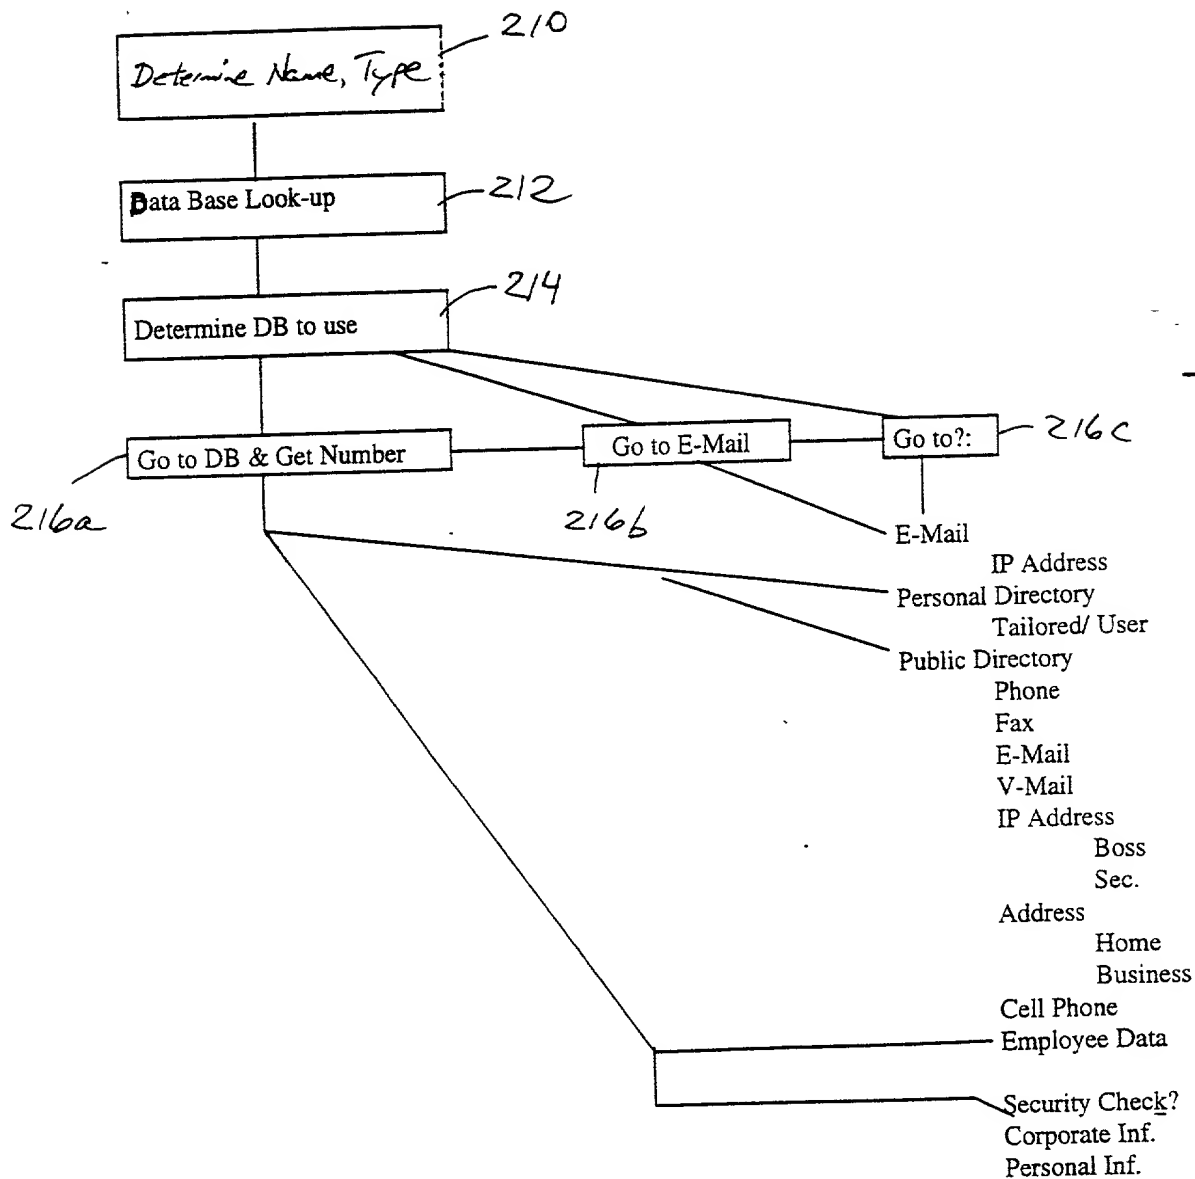 210
Determine Name, Type
Data Base Look-up
212
214
Determine DB to use
Go to DB & Get Number
Go to E-Mail
Go to?:
216c
216a
216b
E-Mail
IP Address
Personal Directory
Tailored/ User
Public Directory
Phone
Fax
E-Mail
V-Mail
IP Address
Boss
Sec.
Address
Home
Business
Cell Phone
Employee Data
Security Check?
Corporate Inf.
Personal Inf.